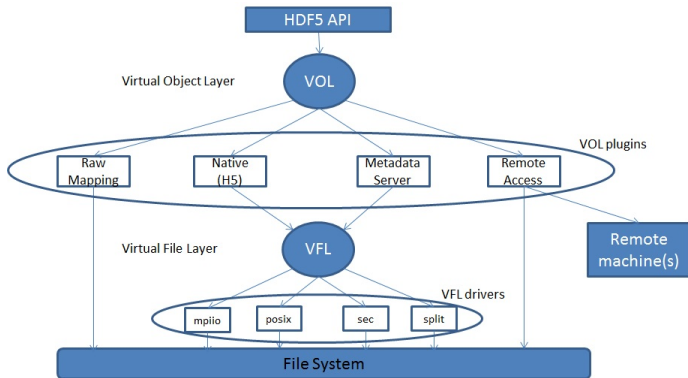 HDF5 API
Virtual Object Layer
VOL
VOL plugins
Raw
Mapping
Native
(H5)
Metadata
Server
Remote
Access
Virtual File Layer
VFL
Remote
machine(s)
VFL drivers
mpiio
posix
sec
split
File System